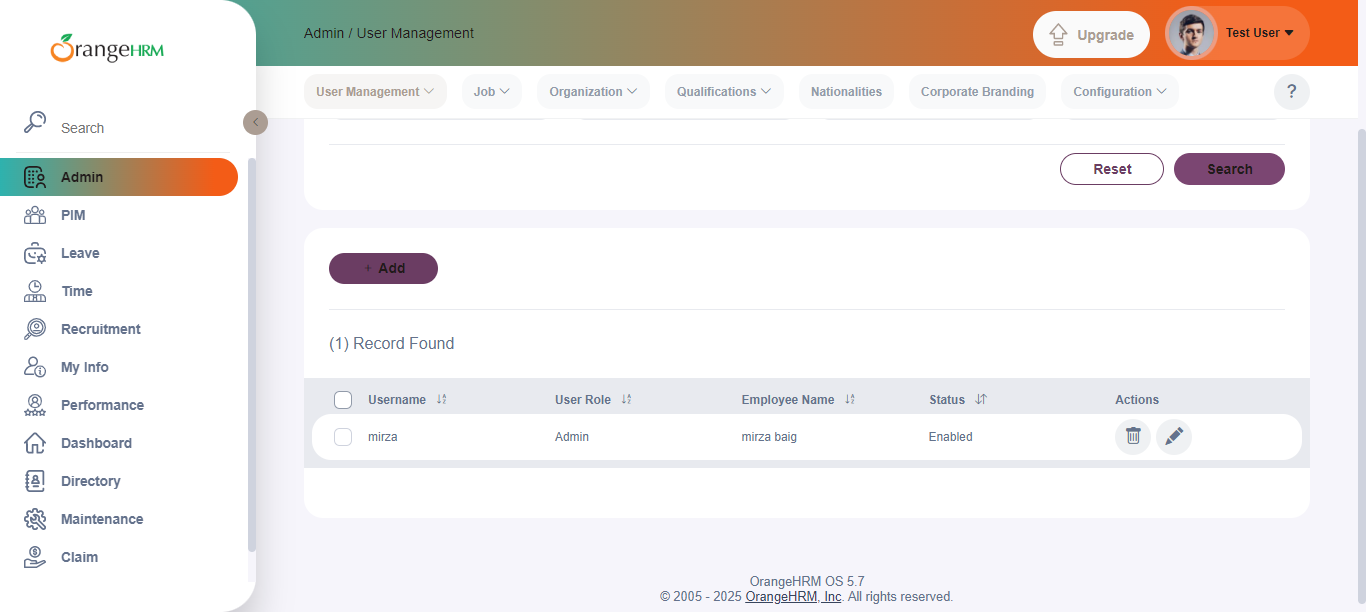 OrangeHRM
Admin / User Management
Upgrade
Test User
Search
User Management
Job
Organization
Qualifications
Nationalities
Corporate Branding
Configuration
?
Admin
PIM
Leave
Time
Recruitment
My Info
Performance
Dashboard
Directory
Maintenance
Claim
Reset
Search
+ Add
(1) Record Found
Username
User Role
Employee Name
Status
Actions
mirza
Admin
mirza baig
Enabled
OrangeHRM OS 5.7
© 2005 - 2025 OrangeHRM, Inc. All rights reserved.